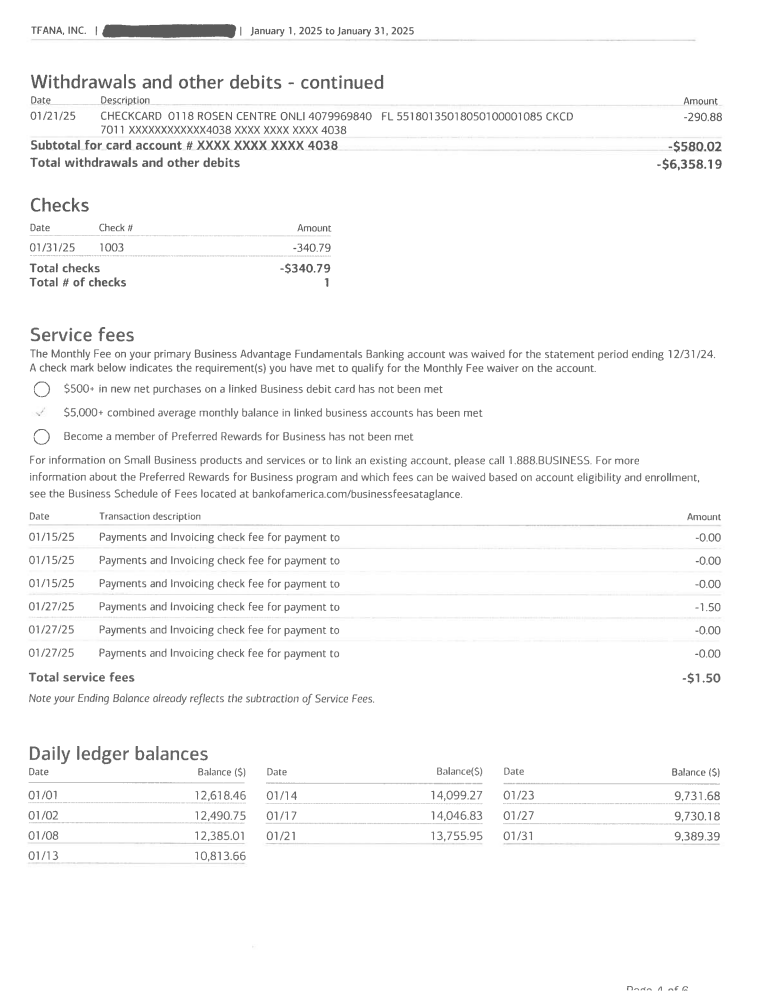 TFANA, INC. | | January 1, 2025 to January 31, 2025
Withdrawals and other debits - continued
Date Description Amount
01/21/25 CHECKCARD 0118 ROSEN CENTRE ONLI 4079969840 FL 55180135018050100001085 CKCD -290.88
7011 XXXXXXXXXXXX4038 XXXX XXXX XXXX 4038
Subtotal for card account # XXXX XXXX XXXX 4038 -$580.02
Total withdrawals and other debits -$6,358.19
Checks
Date Check # Amount
01/31/25 1003 -340.79
Total checks -$340.79
Total # of checks 1
Service fees
The Monthly Fee on your primary Business Advantage Fundamentals Banking account was waived for the statement period ending 12/31/24.
A check mark below indicates the requirement(s) you have met to qualify for the Monthly Fee waiver on the account.
$500+ in new net purchases on a linked Business debit card has not been met
✓ $5,000+ combined average monthly balance in linked business accounts has been met
Become a member of Preferred Rewards for Business has not been met
For information on Small Business products and services or to link an existing account, please call 1.888.BUSINESS. For more
information about the Preferred Rewards for Business program and which fees can be waived based on account eligibility and enrollment,
see the Business Schedule of Fees located at bankofamerica.com/businessfeesataglance.
Date Transaction description Amount
01/15/25 Payments and Invoicing check fee for payment to -0.00
01/15/25 Payments and Invoicing check fee for payment to -0.00
01/15/25 Payments and Invoicing check fee for payment to -0.00
01/27/25 Payments and Invoicing check fee for payment to -1.50
01/27/25 Payments and Invoicing check fee for payment to -0.00
01/27/25 Payments and Invoicing check fee for payment to -0.00
Total service fees -$1.50
Note your Ending Balance already reflects the subtraction of Service Fees.
Daily ledger balances
Date Balance ($) Date Balance($) Date Balance ($)
01/01 12,618.46 01/14 14,099.27 01/23 9,731.68
01/02 12,490.75 01/17 14,046.83 01/27 9,730.18
01/08 12,385.01 01/21 13,755.95 01/31 9,389.39
01/13 10,813.66
Page 4 of 6